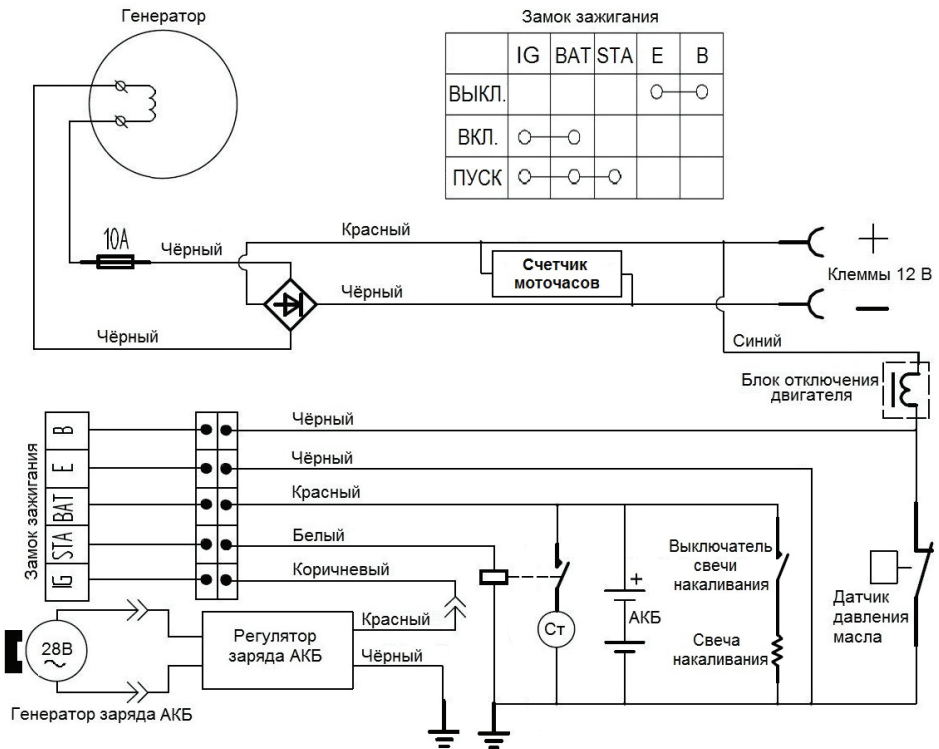 Генератор
Замок зажигания
IG BAT STA E B
ВЫКЛ.
ВКЛ.
ПУСК
10А
Чёрный
Красный
Счетчик
моточасов
+
Клеммы 12 В
−
Чёрный
Чёрный
Синий
Блок отключения
двигателя
Замок зажигания
B
E
BAT
STA
IG
Чёрный
Чёрный
Красный
Белый
Коричневый
Выключатель
свечи
накаливания
+
АКБ
Ст
Свеча
накаливания
Датчик
давления
масла
28В
~
Регулятор
заряда АКБ
Красный
Чёрный
Генератор заряда АКБ